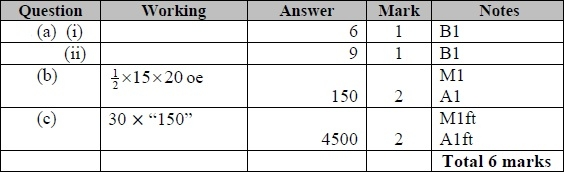 Question Working Answer Mark Notes
(a) (i) 6 1 B1
(ii) 9 1 B1
(b) ½×15×20 oe M1
150 2 A1
(c) 30 × “150” M1ft
4500 2 A1ft
Total 6 marks